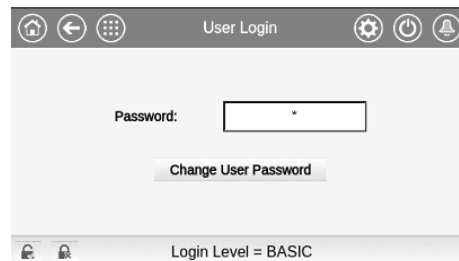 User Login
Password: *
Change User Password
Login Level = BASIC